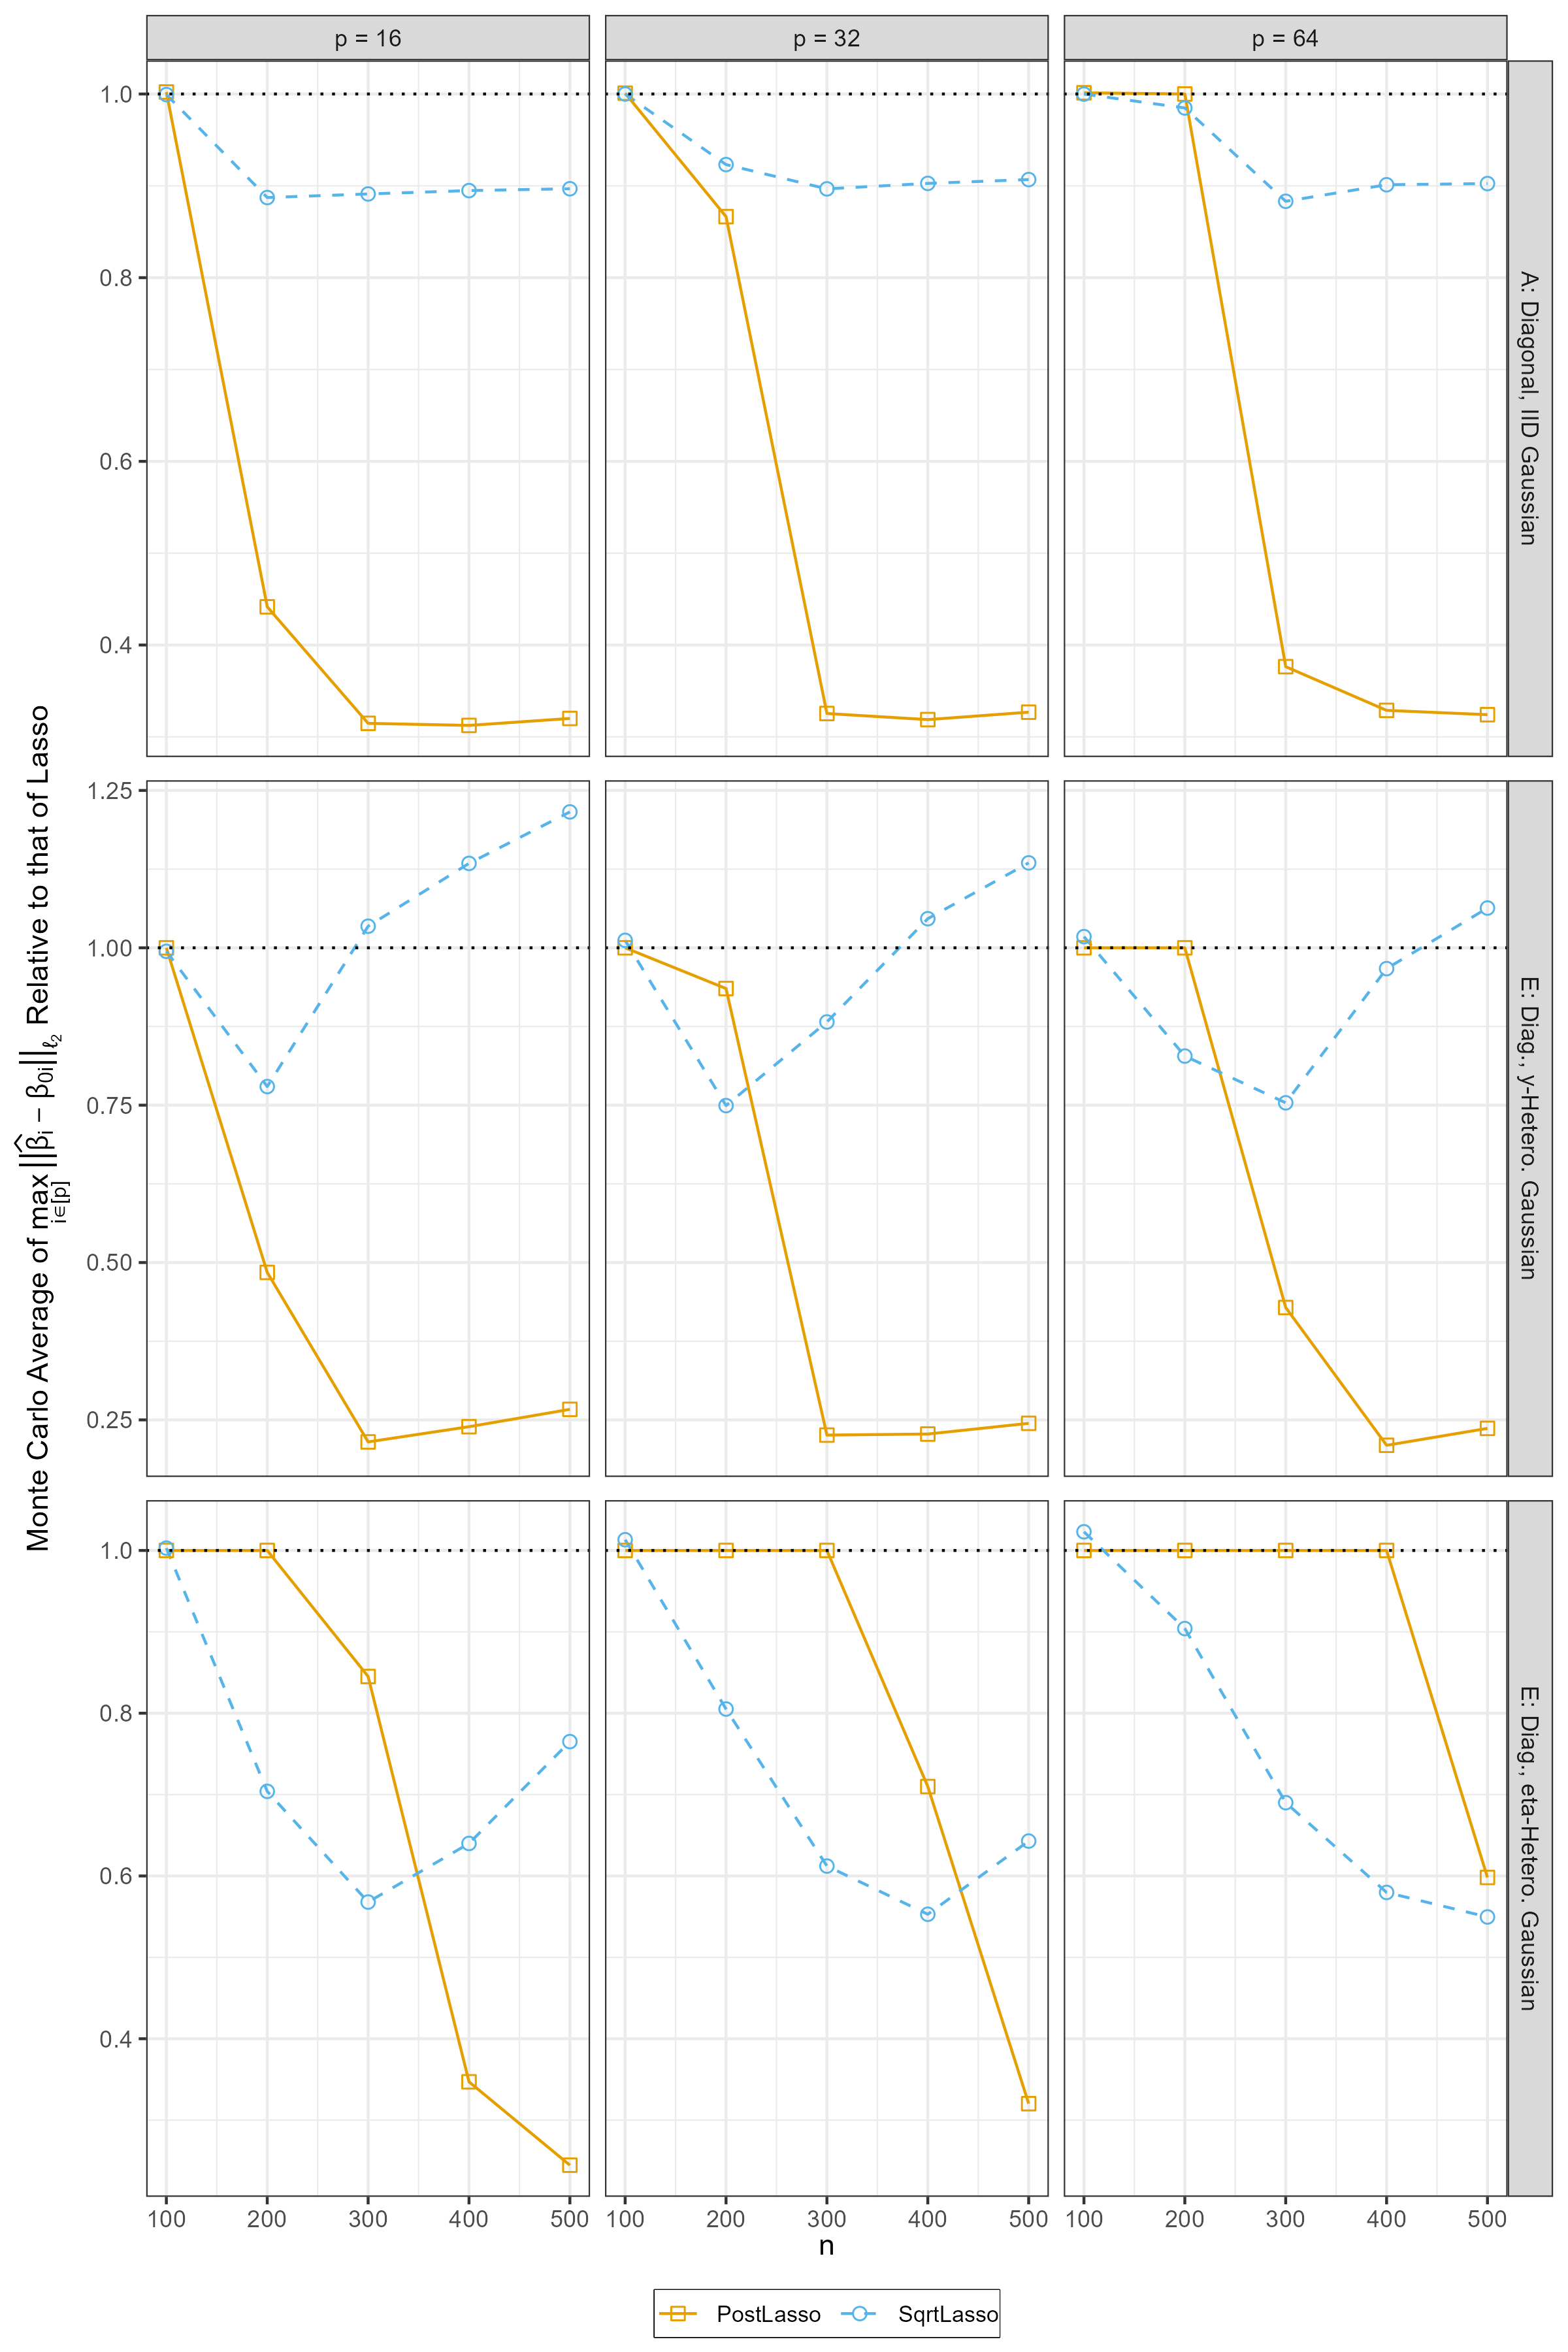 p = 16
p = 32
p = 64
1.0
0.8
0.6
0.4
A: Diagonal, IID Gaussian
1.25
1.00
0.75
0.50
0.25
E: Diag., y-Hetero. Gaussian
1.0
0.8
0.6
0.4
E: Diag., eta-Hetero. Gaussian
Monte Carlo Average of max i∈[p] ||β̂i − β0i||ℓ2 Relative to that of Lasso
100 200 300 400 500
100 200 300 400 500
100 200 300 400 500
n
PostLasso SqrtLasso